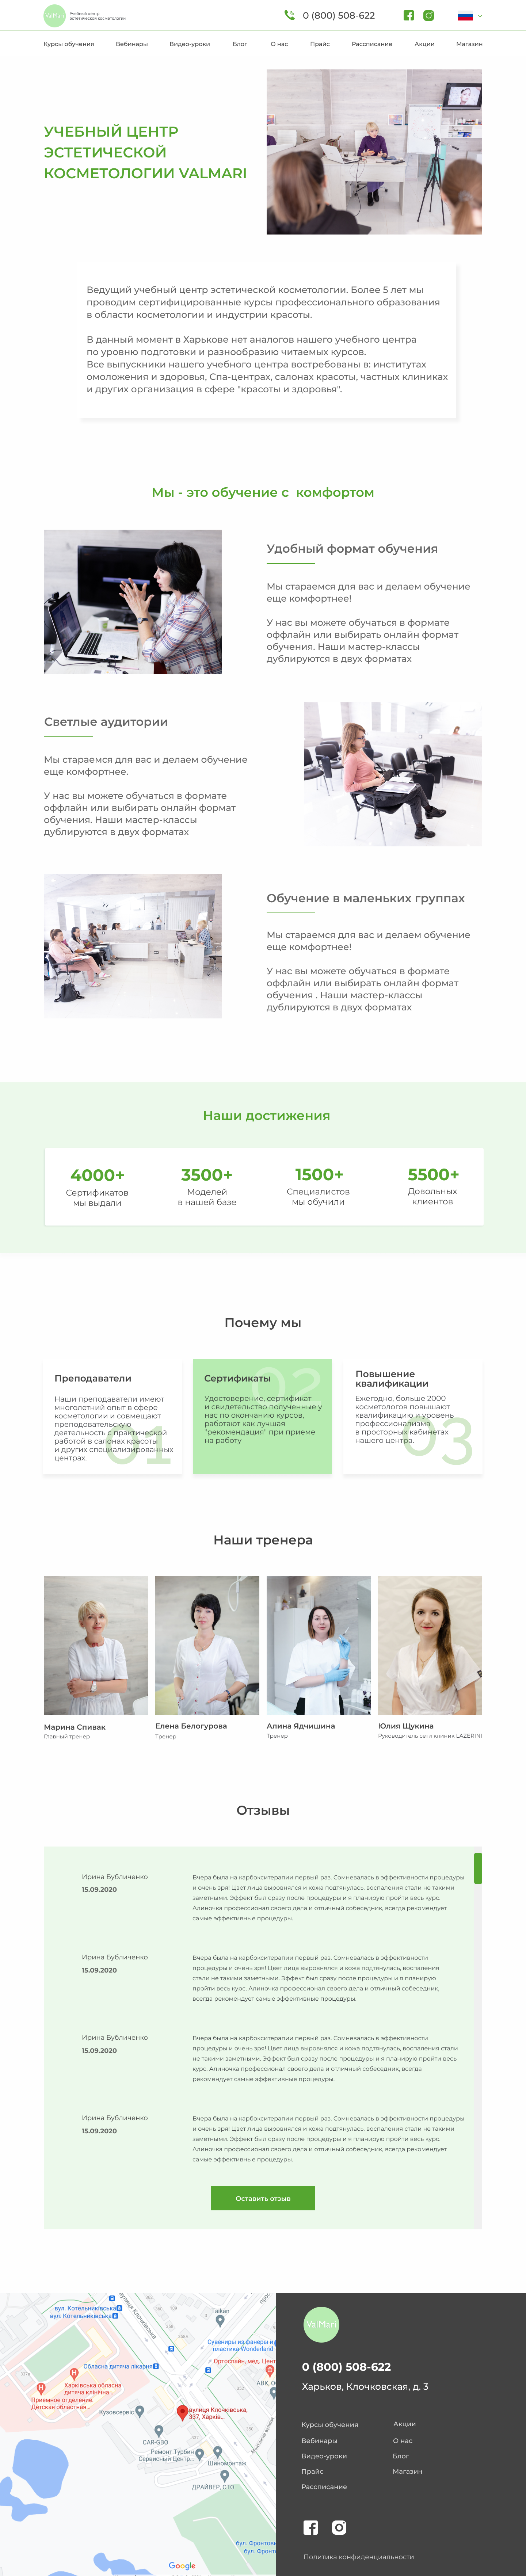 ValMari
Учебный центр
эстетической косметологии
0 (800) 508-622
Курсы обучения
Вебинары
Видео-уроки
Блог
О нас
Прайс
Рассписание
Акции
Магазин
УЧЕБНЫЙ ЦЕНТР
ЭСТЕТИЧЕСКОЙ
КОСМЕТОЛОГИИ VALMARI
Ведущий учебный центр эстетической косметологии. Более 5 лет мы
проводим сертифицированные курсы профессионального образования
в области косметологии и индустрии красоты.
В данный момент в Харькове нет аналогов нашего учебного центра
по уровню подготовки и разнообразию читаемых курсов.
Все выпускники нашего учебного центра востребованы в: институтах
омоложения и здоровья, Спа-центрах, салонах красоты, частных клиниках
и других организация в сфере "красоты и здоровья".
Мы - это обучение с комфортом
Удобный формат обучения
Мы стараемся для вас и делаем обучение
еще комфортнее!
У нас вы можете обучаться в формате
оффлайн или выбирать онлайн формат
обучения. Наши мастер-классы
дублируются в двух форматах
Светлые аудитории
Мы стараемся для вас и делаем обучение
еще комфортнее.
У нас вы можете обучаться в формате
оффлайн или выбирать онлайн формат
обучения. Наши мастер-классы
дублируются в двух форматах
Обучение в маленьких группах
Мы стараемся для вас и делаем обучение
еще комфортнее!
У нас вы можете обучаться в формате
оффлайн или выбирать онлайн формат
обучения . Наши мастер-классы
дублируются в двух форматах
Наши достижения
4000+
Сертификатов
мы выдали
3500+
Моделей
в нашей базе
1500+
Специалистов
мы обучили
5500+
Довольных
клиентов
Почему мы
01
Преподаватели
Наши преподаватели имеют
многолетний опыт в сфере
косметологии и совмещают
преподавательскую
деятельность с практической
работой в салонах красоты
и других специализированных
центрах.
02
Сертификаты
Удостоверение, сертификат
и свидетельство полученные у
нас по окончанию курсов,
работают как лучшая
"рекомендация" при приеме
на работу
03
Повышение
квалификации
Ежегодно, больше 2000
косметологов повышают
квалификацию и уровень
профессионализма
в просторных кабинетах
нашего центра.
Наши тренера
Марина Спивак
Главный тренер
Елена Белогурова
Тренер
Алина Ядчишина
Тренер
Юлия Щукина
Руководитель сети клиник LAZERINI
Отзывы
Ирина Бубличенко
15.09.2020
Вчера была на карбокситерапии первый раз. Сомневалась в эффективности процедуры
и очень зря! Цвет лица выровнялся и кожа подтянулась, воспаления стали не такими
заметными. Эффект был сразу после процедуры и я планирую пройти весь курс.
Алиночка профессионал своего дела и отличный собеседник, всегда рекомендует
самые эффективные процедуры.
Ирина Бубличенко
15.09.2020
Вчера была на карбокситерапии первый раз. Сомневалась в эффективности
процедуры и очень зря! Цвет лица выровнялся и кожа подтянулась, воспаления
стали не такими заметными. Эффект был сразу после процедуры и я планирую
пройти весь курс. Алиночка профессионал своего дела и отличный собеседник,
всегда рекомендует самые эффективные процедуры.
Ирина Бубличенко
15.09.2020
Вчера была на карбокситерапии первый раз. Сомневалась в эффективности
процедуры и очень зря! Цвет лица выровнялся и кожа подтянулась, воспаления стали
не такими заметными. Эффект был сразу после процедуры и я планирую пройти весь
курс. Алиночка профессионал своего дела и отличный собеседник, всегда
рекомендует самые эффективные процедуры.
Ирина Бубличенко
15.09.2020
Вчера была на карбокситерапии первый раз. Сомневалась в эффективности процедуры
и очень зря! Цвет лица выровнялся и кожа подтянулась, воспаления стали не такими
заметными. Эффект был сразу после процедуры и я планирую пройти весь курс.
Алиночка профессионал своего дела и отличный собеседник, всегда рекомендует
самые эффективные процедуры.
Оставить отзыв
вул. Котельниківська
вул. Котельниківська
вулиця Клочківська
Taikan
Сувениры из фанеры и
пластика Wonderland
Обласна дитяча лікарня
Ортоспайн, мед. Цент
Харківська обласна
дитяча клінічна...
Приемное отделение
Детская областная...
АВК, О
Кузовсервіс
вулиця Клочківська,
337, Харків...
CAR-GBO
Ремонт Турбин
Сервисный Центр...
Шиномонтаж
ДРАЙВЕР, СТО
бул. Фронтови
бул. Фронт
Google
ValMari
0 (800) 508-622
Харьков, Клочковская, д. 3
Курсы обучения
Вебинары
Видео-уроки
Прайс
Рассписание
Акции
О нас
Блог
Магазин
Политика конфиденциальности